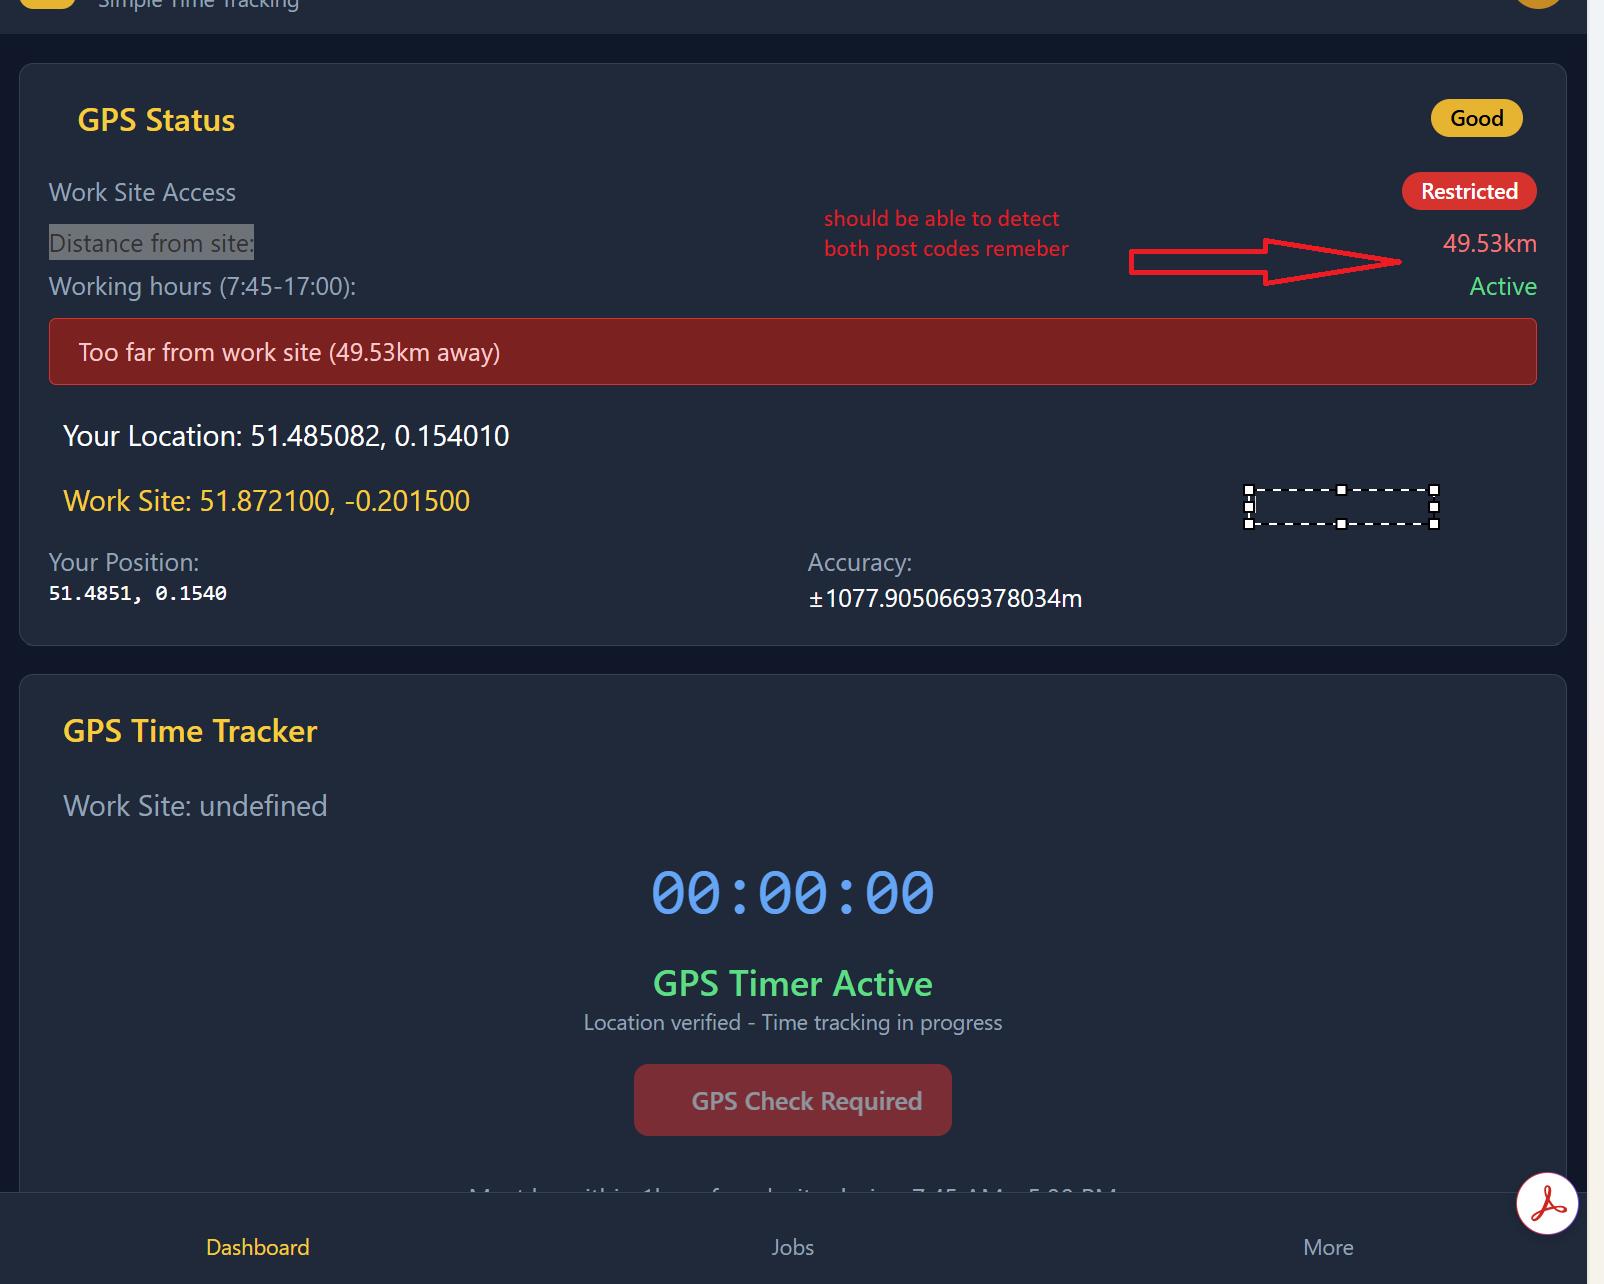 Simple Time Tracking
GPS Status
Good
Work Site Access
Restricted
should be able to detect
both post codes remeber
Distance from site:
49.53km
Working hours (7:45-17:00):
Active
Too far from work site (49.53km away)
Your Location: 51.485082, 0.154010
Work Site: 51.872100, -0.201500
Your Position:
51.4851, 0.1540
Accuracy:
±1077.9050669378034m
GPS Time Tracker
Work Site: undefined
00:00:00
GPS Timer Active
Location verified - Time tracking in progress
GPS Check Required
Dashboard
Jobs
More